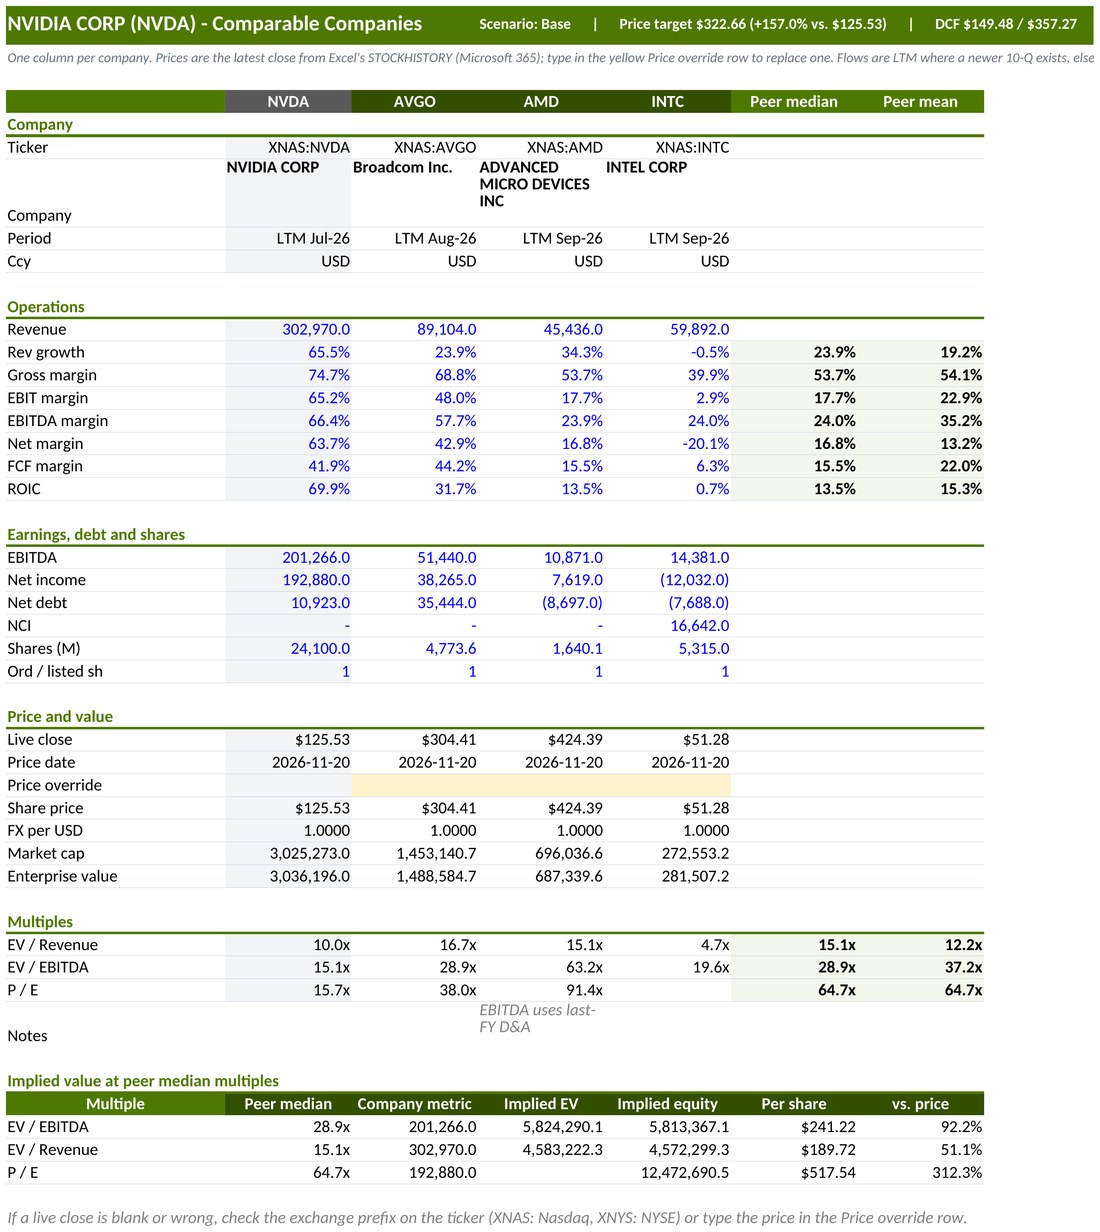 NVIDIA CORP (NVDA) - Comparable Companies Scenario: Base | Price target $322.66 (+157.0% vs. $125.53) | DCF $149.48 / $357.27
One column per company. Prices are the latest close from Excel's STOCKHISTORY (Microsoft 365); type in the yellow Price override row to replace one. Flows are LTM where a newer 10-Q exists, else
NVDA AVGO AMD INTC Peer median Peer mean
Company
Ticker XNAS:NVDA XNAS:AVGO XNAS:AMD XNAS:INTC
NVIDIA CORP Broadcom Inc. ADVANCED INTEL CORP
MICRO DEVICES
INC
Company
Period LTM Jul-26 LTM Aug-26 LTM Sep-26 LTM Sep-26
Ccy USD USD USD USD
Operations
Revenue 302,970.0 89,104.0 45,436.0 59,892.0
Rev growth 65.5% 23.9% 34.3% -0.5% 23.9% 19.2%
Gross margin 74.7% 68.8% 53.7% 39.9% 53.7% 54.1%
EBIT margin 65.2% 48.0% 17.7% 2.9% 17.7% 22.9%
EBITDA margin 66.4% 57.7% 23.9% 24.0% 24.0% 35.2%
Net margin 63.7% 42.9% 16.8% -20.1% 16.8% 13.2%
FCF margin 41.9% 44.2% 15.5% 6.3% 15.5% 22.0%
ROIC 69.9% 31.7% 13.5% 0.7% 13.5% 15.3%
Earnings, debt and shares
EBITDA 201,266.0 51,440.0 10,871.0 14,381.0
Net income 192,880.0 38,265.0 7,619.0 (12,032.0)
Net debt 10,923.0 35,444.0 (8,697.0) (7,688.0)
NCI - - - 16,642.0
Shares (M) 24,100.0 4,773.6 1,640.1 5,315.0
Ord / listed sh 1 1 1 1
Price and value
Live close $125.53 $304.41 $424.39 $51.28
Price date 2026-11-20 2026-11-20 2026-11-20 2026-11-20
Price override
Share price $125.53 $304.41 $424.39 $51.28
FX per USD 1.0000 1.0000 1.0000 1.0000
Market cap 3,025,273.0 1,453,140.7 696,036.6 272,553.2
Enterprise value 3,036,196.0 1,488,584.7 687,339.6 281,507.2
Multiples
EV / Revenue 10.0x 16.7x 15.1x 4.7x 15.1x 12.2x
EV / EBITDA 15.1x 28.9x 63.2x 19.6x 28.9x 37.2x
P / E 15.7x 38.0x 91.4x 64.7x 64.7x
EBITDA uses last-
FY D&A
Notes
Implied value at peer median multiples
Multiple Peer median Company metric Implied EV Implied equity Per share vs. price
EV / EBITDA 28.9x 201,266.0 5,824,290.1 5,813,367.1 $241.22 92.2%
EV / Revenue 15.1x 302,970.0 4,583,222.3 4,572,299.3 $189.72 51.1%
P / E 64.7x 192,880.0 12,472,690.5 $517.54 312.3%
If a live close is blank or wrong, check the exchange prefix on the ticker (XNAS: Nasdaq, XNYS: NYSE) or type the price in the Price override row.